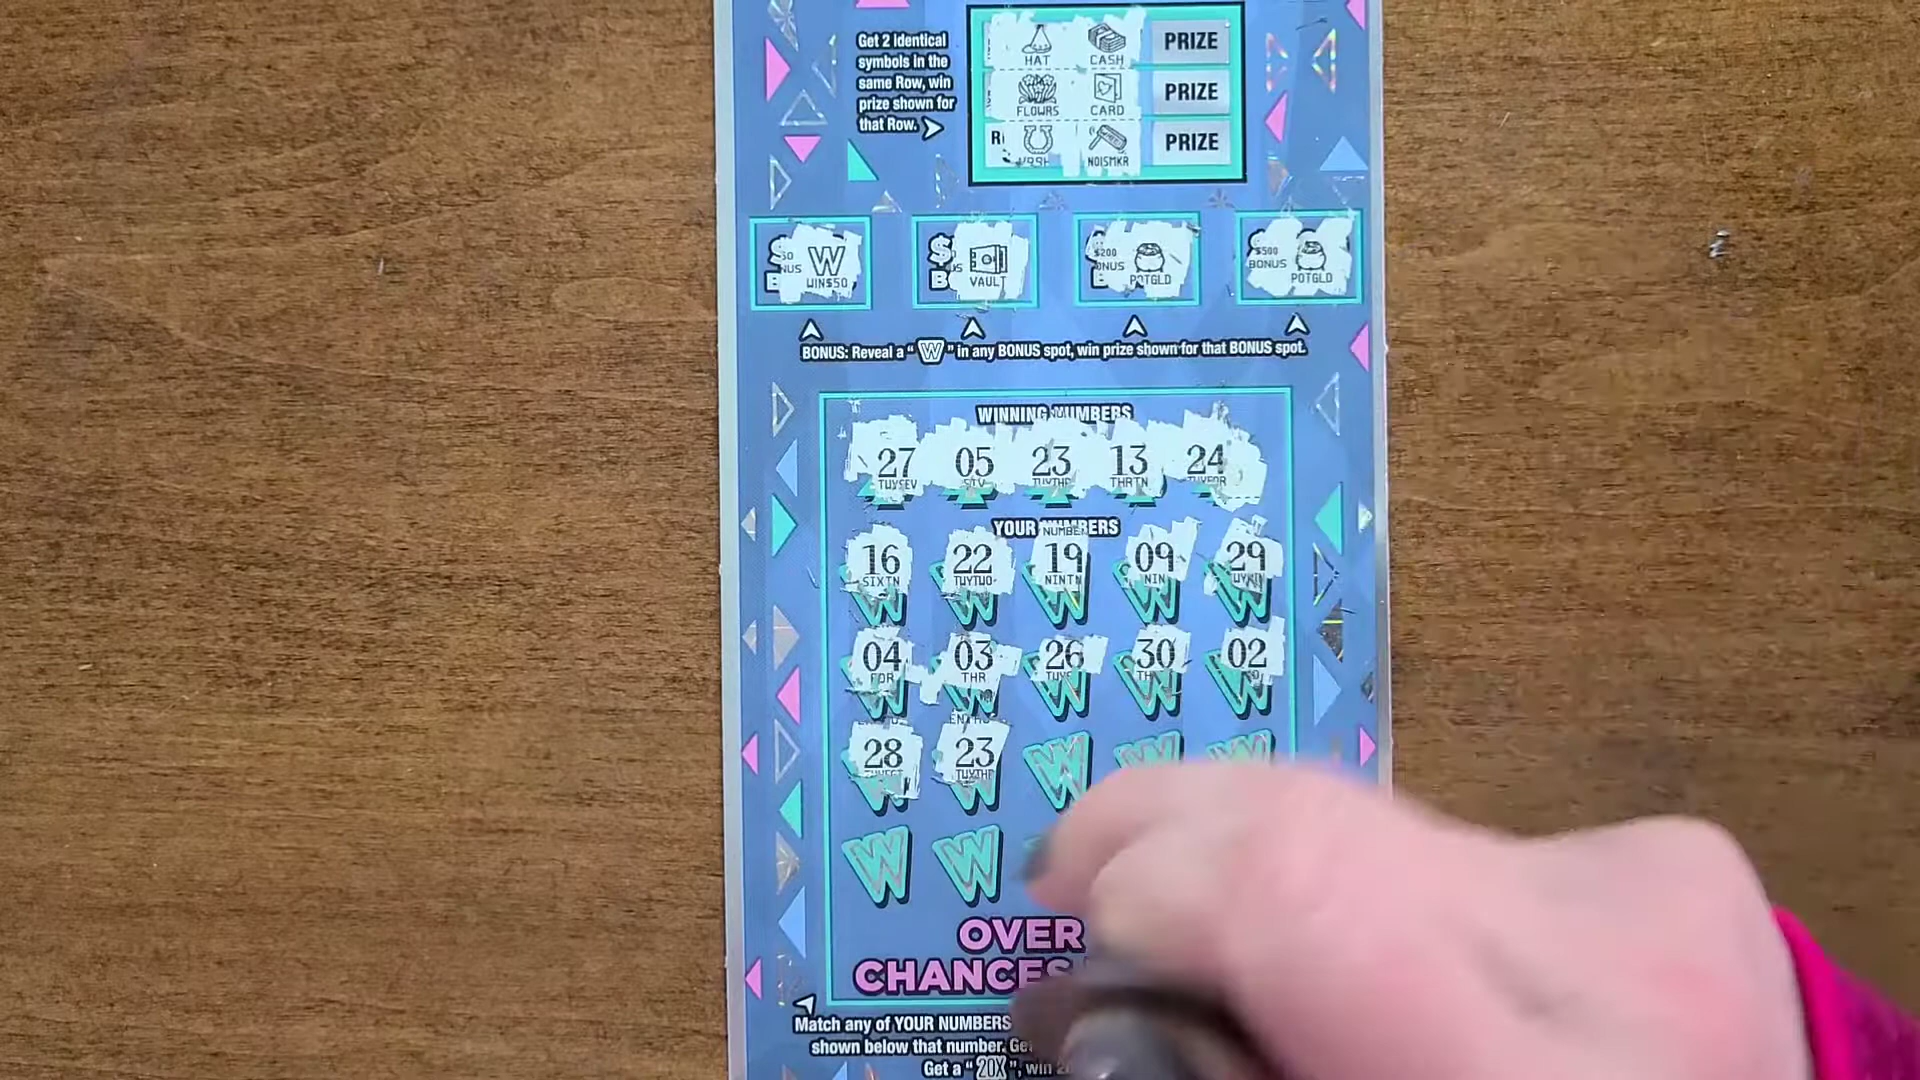 Get 2 identical
symbols in the
same Row, win
prize shown for
that Row.
HAT CASH PRIZE
FLOWRS CARD PRIZE
NOISMKR PRIZE
W WIN$50
VAULT
$200 BONUS POTGLD
$500 BONUS POTGLD
BONUS: Reveal a "W" in any BONUS spot, win prize shown for that BONUS spot.
WINNING NUMBERS
27 05 23 13 24
TWYSEV THRTN
YOUR NUMBERS
16 22 19 09 29
SIXTN TWYTWO NINTN NIN
04 03 26 30 02
FOR THR
28 23
W W
OVER
CHANCES
Match any of YOUR NUMBERS
shown below that number. Get
Get a "20X", win